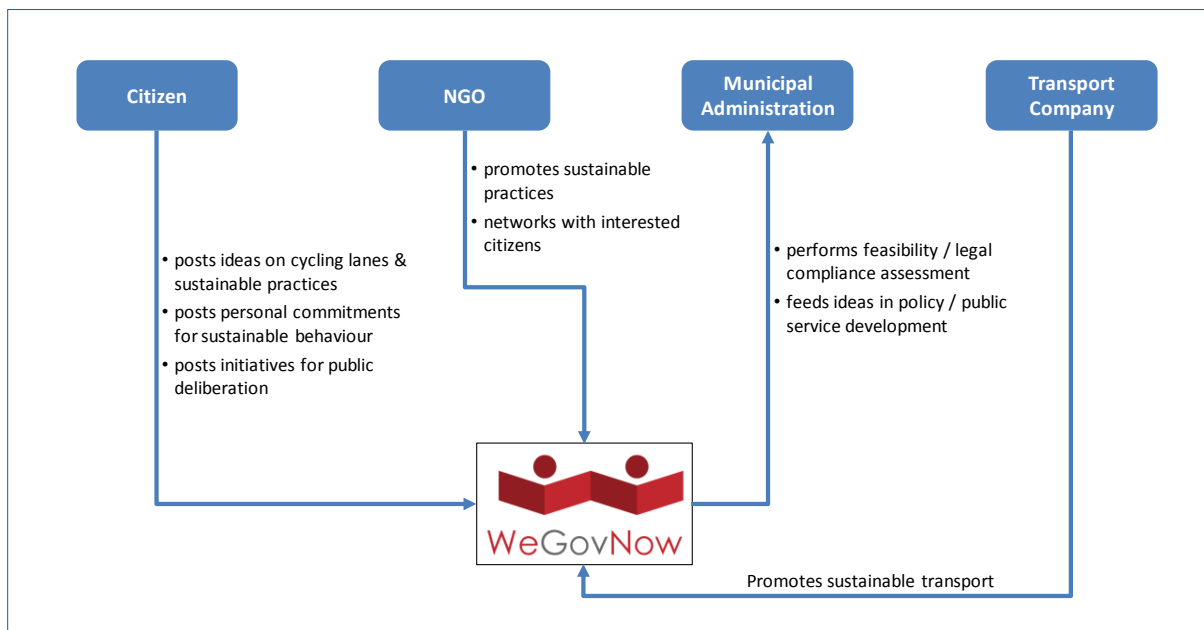 Citizen
NGO
Municipal
Administration
Transport
Company
• promotes sustainable
practices
• networks with interested
citizens
• posts ideas on cycling lanes &
sustainable practices
• posts personal commitments
for sustainable behaviour
• posts initiatives for public
deliberation
• performs feasibility / legal
compliance assessment
• feeds ideas in policy / public
service development
WeGovNow
Promotes sustainable transport